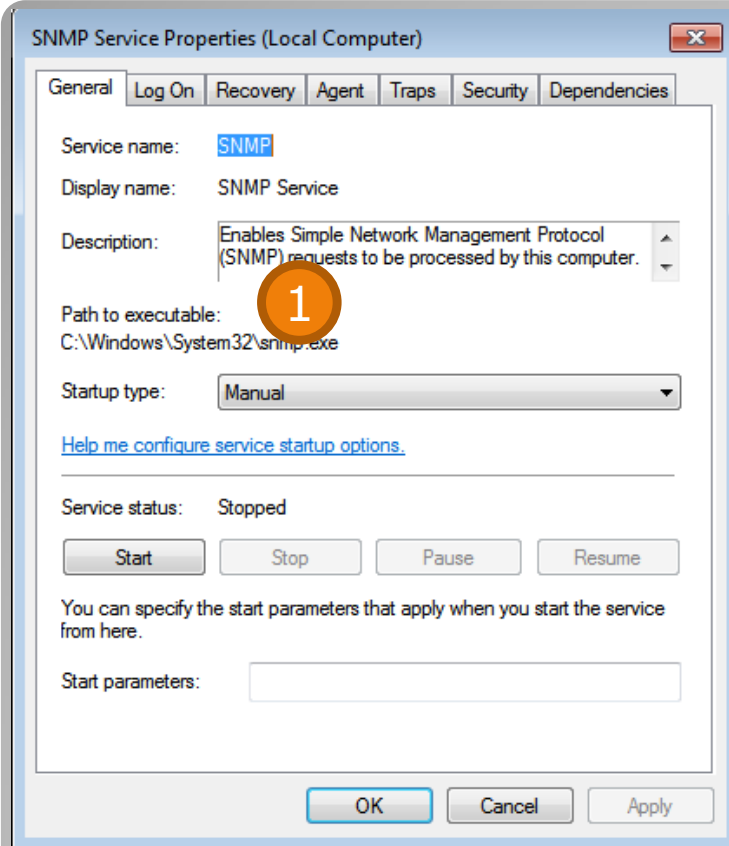 SNMP Service Properties (Local Computer)
General Log On Recovery Agent Traps Security Dependencies
Service name: SNMP
Display name: SNMP Service
Description: Enables Simple Network Management Protocol
(SNMP) requests to be processed by this computer.
1
Path to executable:
C:\Windows\System32\snmp.exe
Startup type: Manual
Help me configure service startup options.
Service status: Stopped
Start Stop Pause Resume
You can specify the start parameters that apply when you start the service
from here.
Start parameters:
OK Cancel Apply